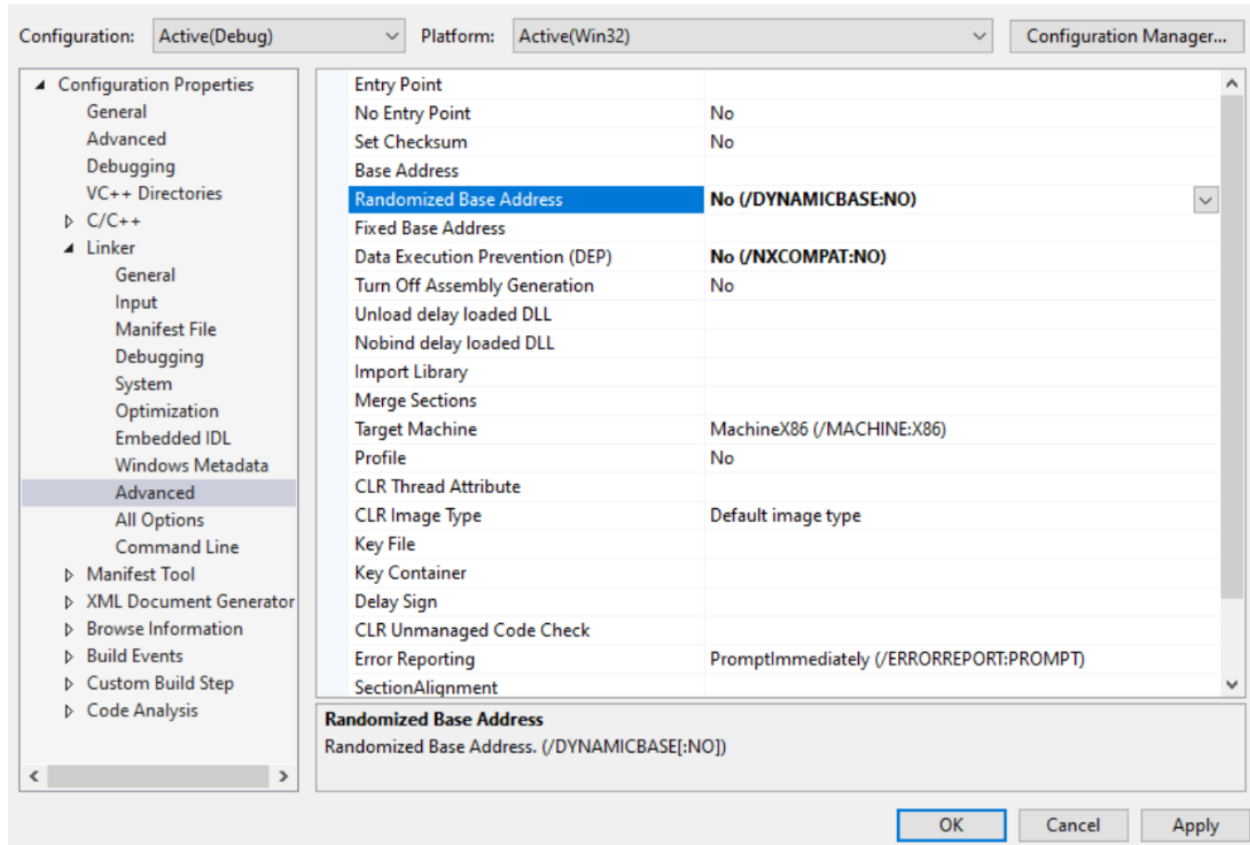 Configuration: Active(Debug) Platform: Active(Win32) Configuration Manager...
Configuration Properties
General
Advanced
Debugging
VC++ Directories
C/C++
Linker
General
Input
Manifest File
Debugging
System
Optimization
Embedded IDL
Windows Metadata
Advanced
All Options
Command Line
Manifest Tool
XML Document Generator
Browse Information
Build Events
Custom Build Step
Code Analysis
Entry Point
No Entry Point No
Set Checksum No
Base Address
Randomized Base Address No (/DYNAMICBASE:NO)
Fixed Base Address
Data Execution Prevention (DEP) No (/NXCOMPAT:NO)
Turn Off Assembly Generation No
Unload delay loaded DLL
Nobind delay loaded DLL
Import Library
Merge Sections
Target Machine MachineX86 (/MACHINE:X86)
Profile No
CLR Thread Attribute
CLR Image Type Default image type
Key File
Key Container
Delay Sign
CLR Unmanaged Code Check
Error Reporting PromptImmediately (/ERRORREPORT:PROMPT)
SectionAlignment
Randomized Base Address
Randomized Base Address. (/DYNAMICBASE[:NO])
OK Cancel Apply